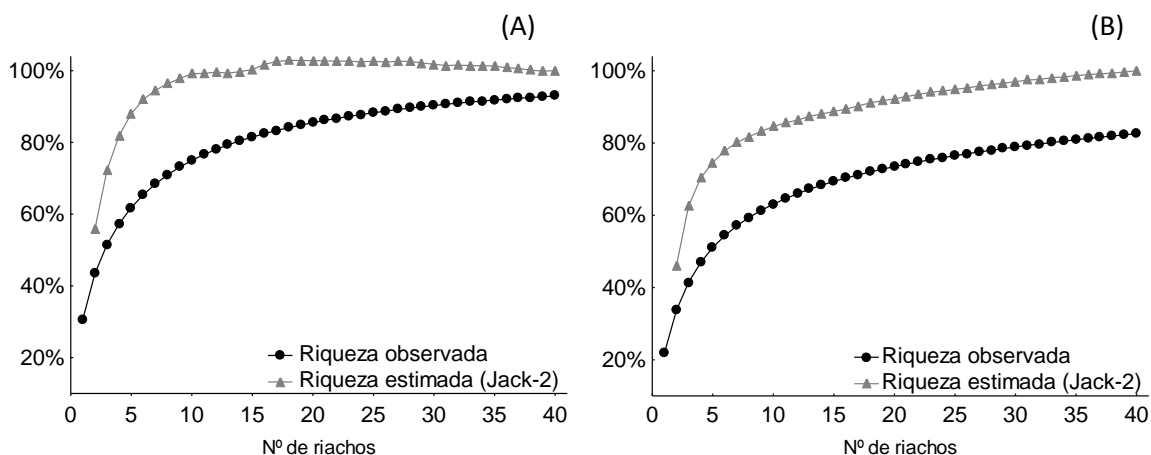 (A)
100%
80%
60%
40%
20%
Riqueza observada
Riqueza estimada (Jack-2)
0 5 10 15 20 25 30 35 40
Nº de riachos
(B)
100%
80%
60%
40%
20%
Riqueza observada
Riqueza estimada (Jack-2)
0 5 10 15 20 25 30 35 40
Nº de riachos